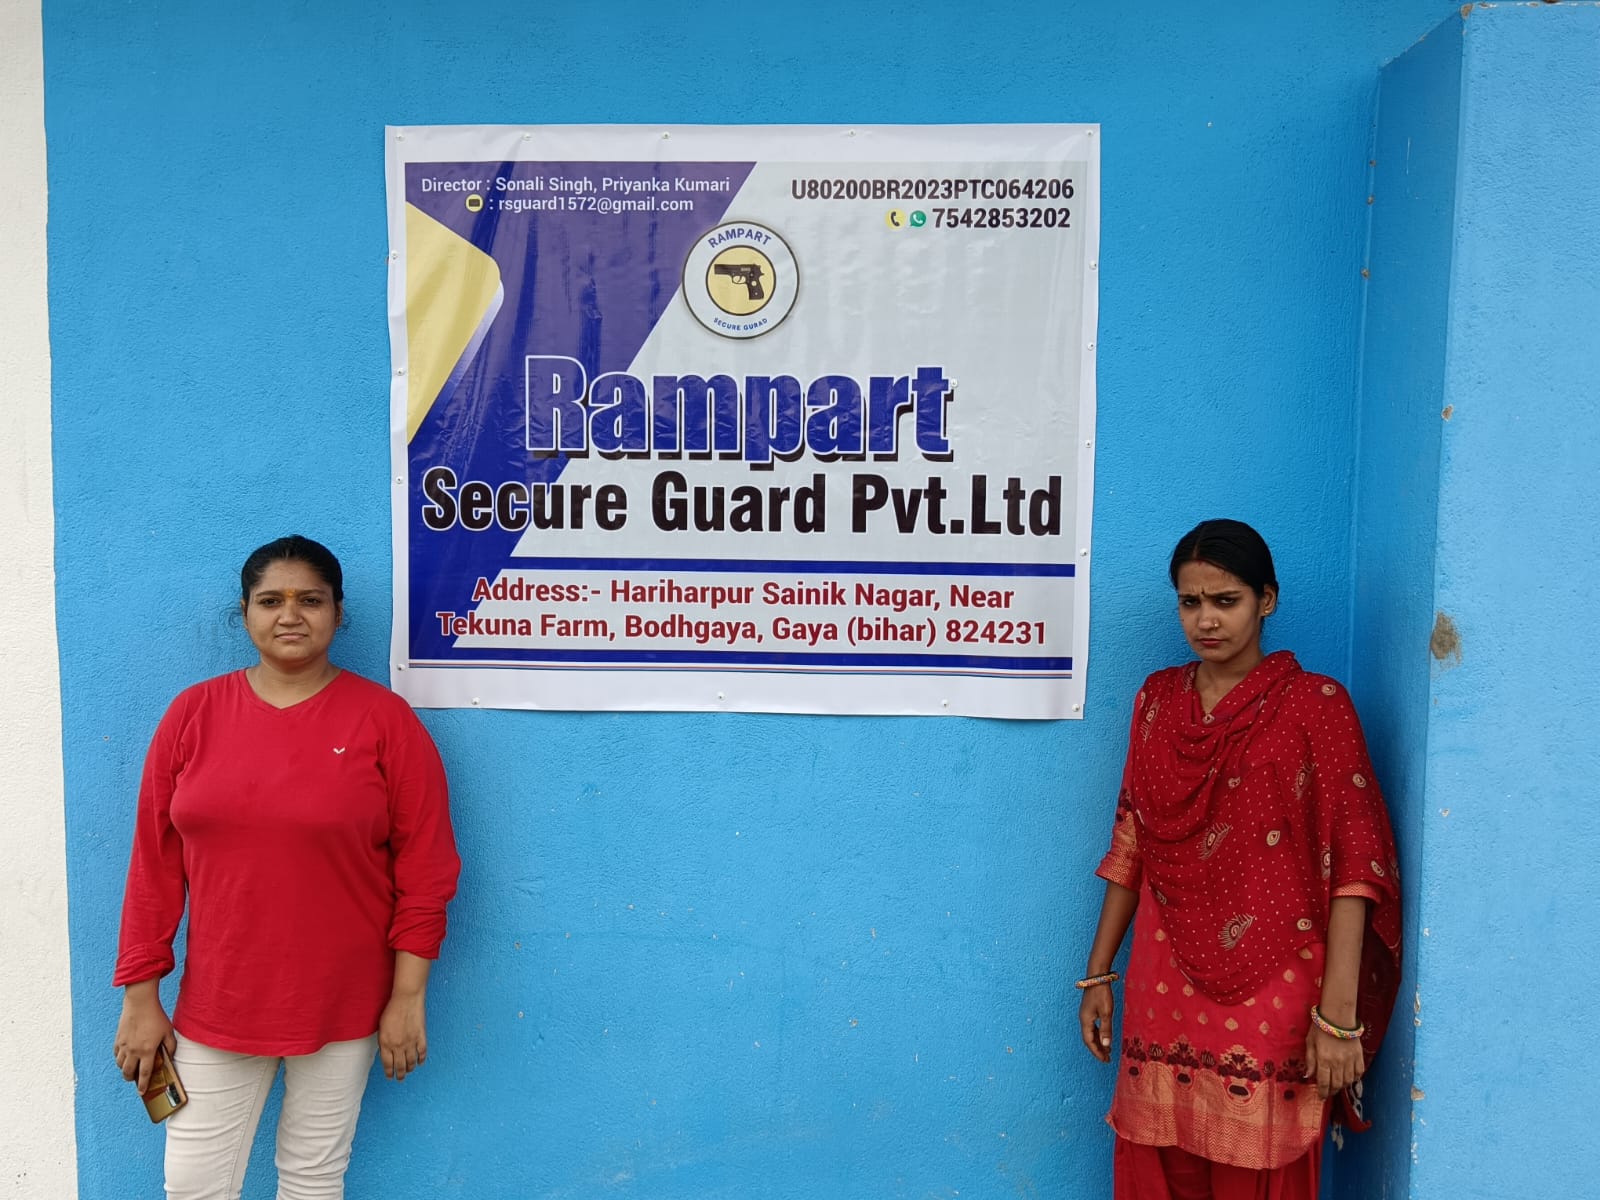 Director : Sonali Singh, Priyanka Kumari
: rsguard1572@gmail.com
U80200BR2023PTC064206
7542853202
RAMPART
SECURE GURAD
Rampart
Secure Guard Pvt.Ltd
Address:- Hariharpur Sainik Nagar, Near
Tekuna Farm, Bodhgaya, Gaya (bihar) 824231